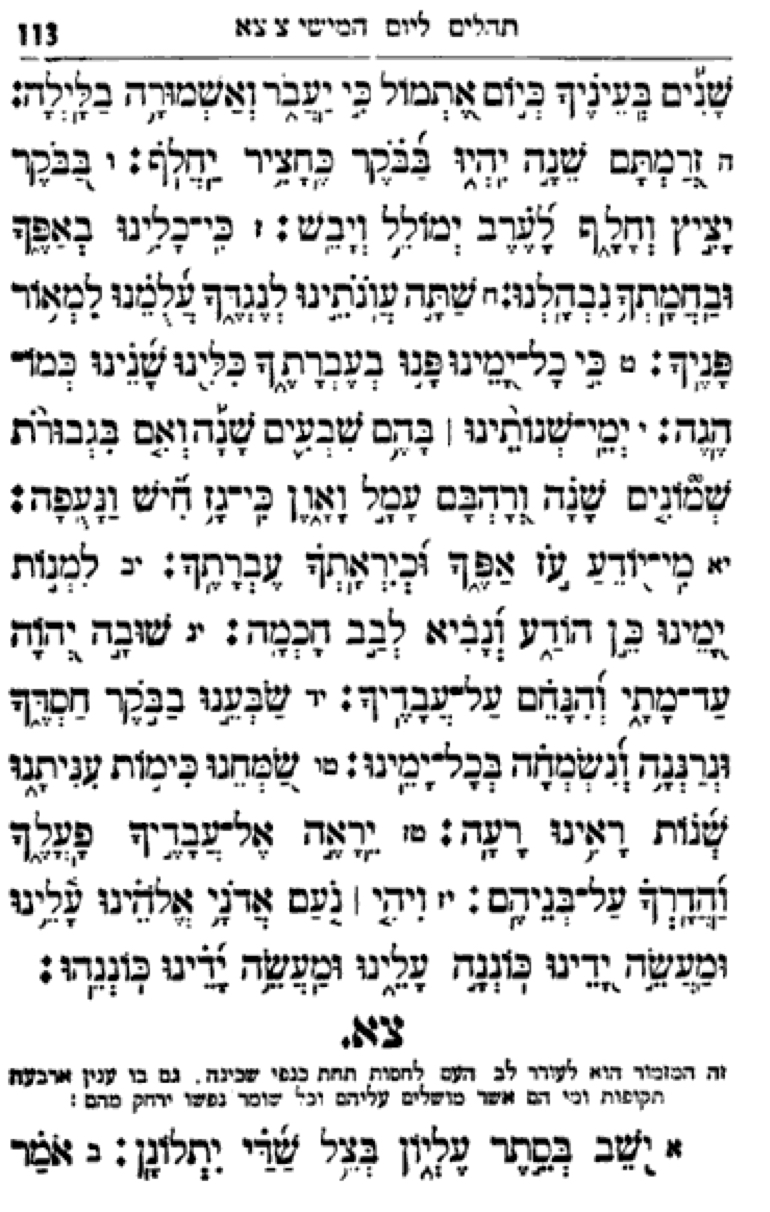 113 תהלים ליום חמישי צ צא
שָׁנִים בְּעֵינֶיךָ כְּיוֹם אֶתְמוֹל כִּי יַעֲבֹר וְאַשְׁמוּרָה בַלָּיְלָה׃
ה זְרַמְתָּם שֵׁנָה יִהְיוּ בַּבֹּקֶר כֶּחָצִיר יַחֲלֹף׃ ו בַּבֹּקֶר
יָצִיץ וְחָלָף לָעֶרֶב יְמוֹלֵל וְיָבֵשׁ׃ ז כִּי־כָלִינוּ בְאַפֶּךָ
וּבַחֲמָתְךָ נִבְהָלְנוּ׃ ח שַׁתָּה עֲוֺנֹתֵינוּ לְנֶגְדֶּךָ עֲלֻמֵנוּ לִמְאוֹר
פָּנֶיךָ׃ ט כִּי כָל־יָמֵינוּ פָּנוּ בְעֶבְרָתֶךָ כִּלִּינוּ שָׁנֵינוּ כְּמוֹ־
הֶגֶה׃ י יְמֵי־שְׁנוֹתֵינוּ | בָּהֶם שִׁבְעִים שָׁנָה וְאִם בִּגְבוּרֹת
שְׁמוֹנִים שָׁנָה וְרָהְבָּם עָמָל וָאָוֶן כִּי־גָז חִישׁ וַנָּעֻפָה׃
יא מִי־יוֹדֵעַ עֹז אַפֶּךָ וּכְיִרְאָתְךָ עֶבְרָתֶךָ׃ יב לִמְנוֹת
יָמֵינוּ כֵּן הוֹדַע וְנָבִיא לְבַב חָכְמָה׃ יג שׁוּבָה יְהוָֹה
עַד־מָתָי וְהִנָּחֵם עַל־עֲבָדֶיךָ׃ יד שַׂבְּעֵנוּ בַבֹּקֶר חַסְדֶּךָ
וּנְרַנְּנָה וְנִשְׂמְחָה בְּכָל־יָמֵינוּ׃ טו שַׂמְּחֵנוּ כִּימוֹת עִנִּיתָנוּ
שְׁנוֹת רָאִינוּ רָעָה׃ טז יֵרָאֶה אֶל־עֲבָדֶיךָ פָעֳלֶךָ
וַהֲדָרְךָ עַל־בְּנֵיהֶם׃ יז וִיהִי | נֹעַם אֲדֹנָי אֱלֹהֵינוּ עָלֵינוּ
וּמַעֲשֵׂה יָדֵינוּ כּוֹנְנָה עָלֵינוּ וּמַעֲשֵׂה יָדֵינוּ כּוֹנְנֵהוּ׃
צא.
זה המזמור הוא לעורר לב העם לחסות תחת כנפי שכינה. גם בו ענין ארבעה
תקופות ומי הם אשר מושלים עליהם וכל שומר נפשו ירחק מהם׃
א יֹשֵׁב בְּסֵתֶר עֶלְיוֹן בְּצֵל שַׁדַּי יִתְלוֹנָן׃ ב אֹמַר